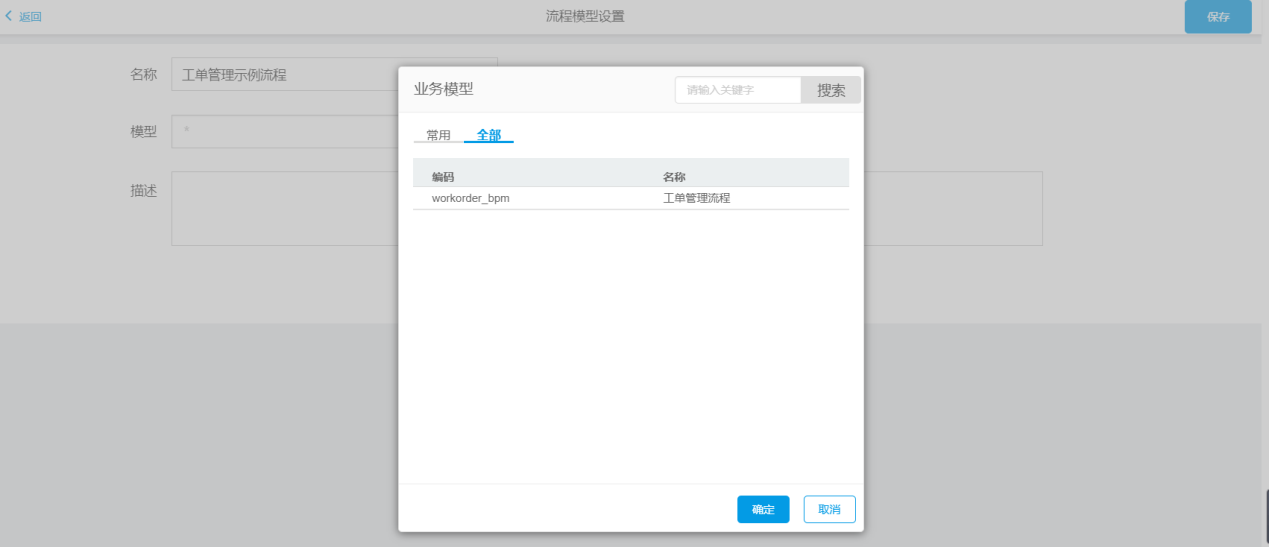 返回 流程模型设置 保存
名称 工单管理示例流程
业务模型 请输入关键字 搜索
模型 *
常用 全部
编码 名称
描述
workorder_bpm 工单管理流程
确定 取消